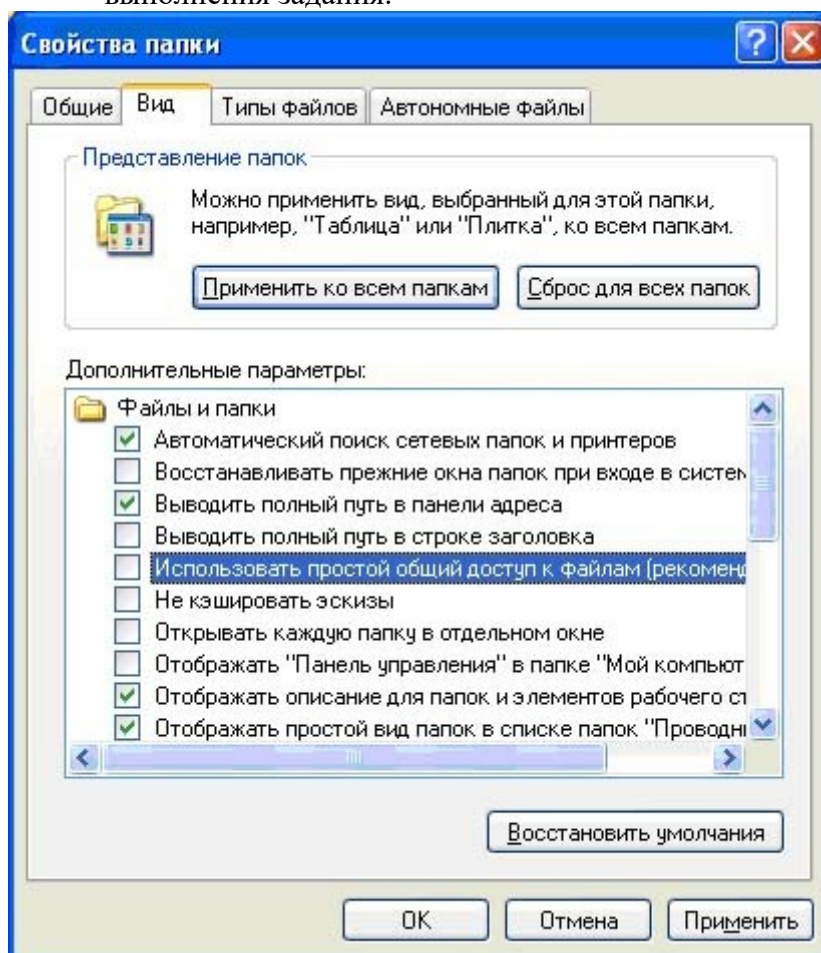 выполнения задания.
Свойства папки
Общие Вид Типы файлов Автономные файлы
Представление папок
Можно применить вид, выбранный для этой папки,
например, "Таблица" или "Плитка", ко всем папкам.
Применить ко всем папкам Сброс для всех папок
Дополнительные параметры:
Файлы и папки
Автоматический поиск сетевых папок и принтеров
Восстанавливать прежние окна папок при входе в систем
Выводить полный путь в панели адреса
Выводить полный путь в строке заголовка
Использовать простой общий доступ к файлам (рекоменд
Не кэшировать эскизы
Открывать каждую папку в отдельном окне
Отображать "Панель управления" в папке "Мой компьют
Отображать описание для папок и элементов рабочего ст
Отображать простой вид папок в списке папок "Проводни
Восстановить умолчания
ОК Отмена Применить